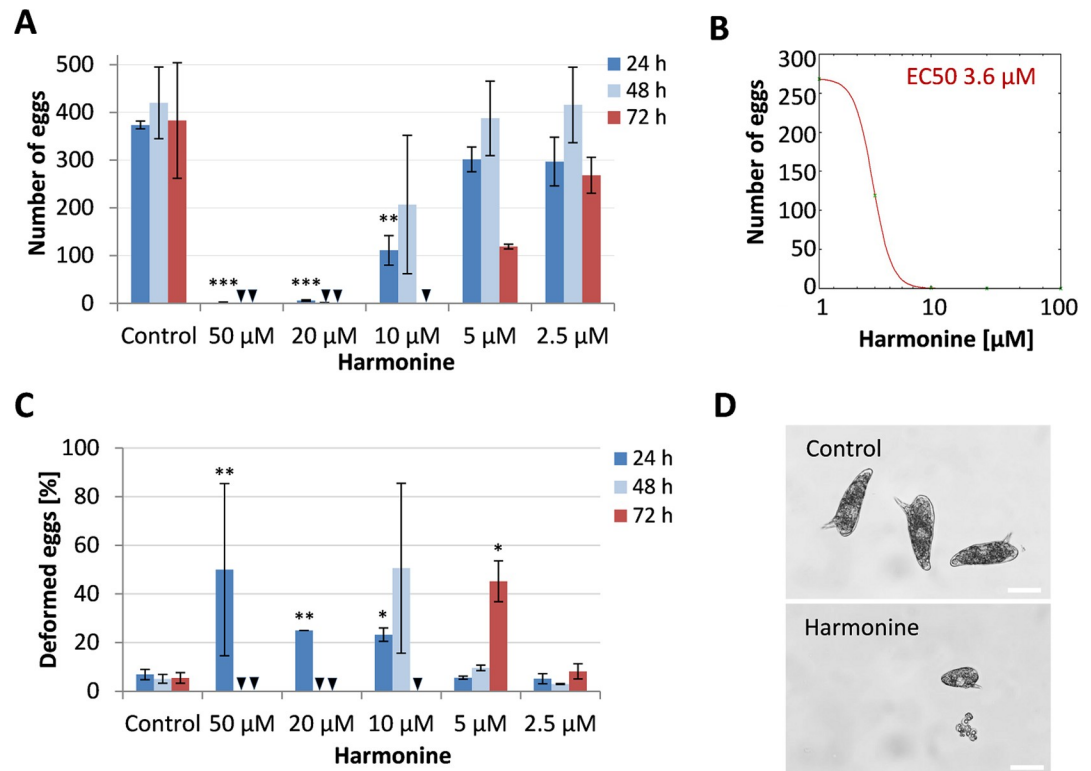 A
Number of eggs
500
400
300
200
100
0
*** *** **
Control 50 µM 20 µM 10 µM 5 µM 2.5 µM
Harmonine
24 h
48 h
72 h
B
Number of eggs
300
250
200
150
100
50
0
EC50 3.6 µM
1 10 100
Harmonine [µM]
C
Deformed eggs [%]
100
80
60
40
20
0
** ** * *
Control 50 µM 20 µM 10 µM 5 µM 2.5 µM
Harmonine
24 h
48 h
72 h
D
Control
Harmonine